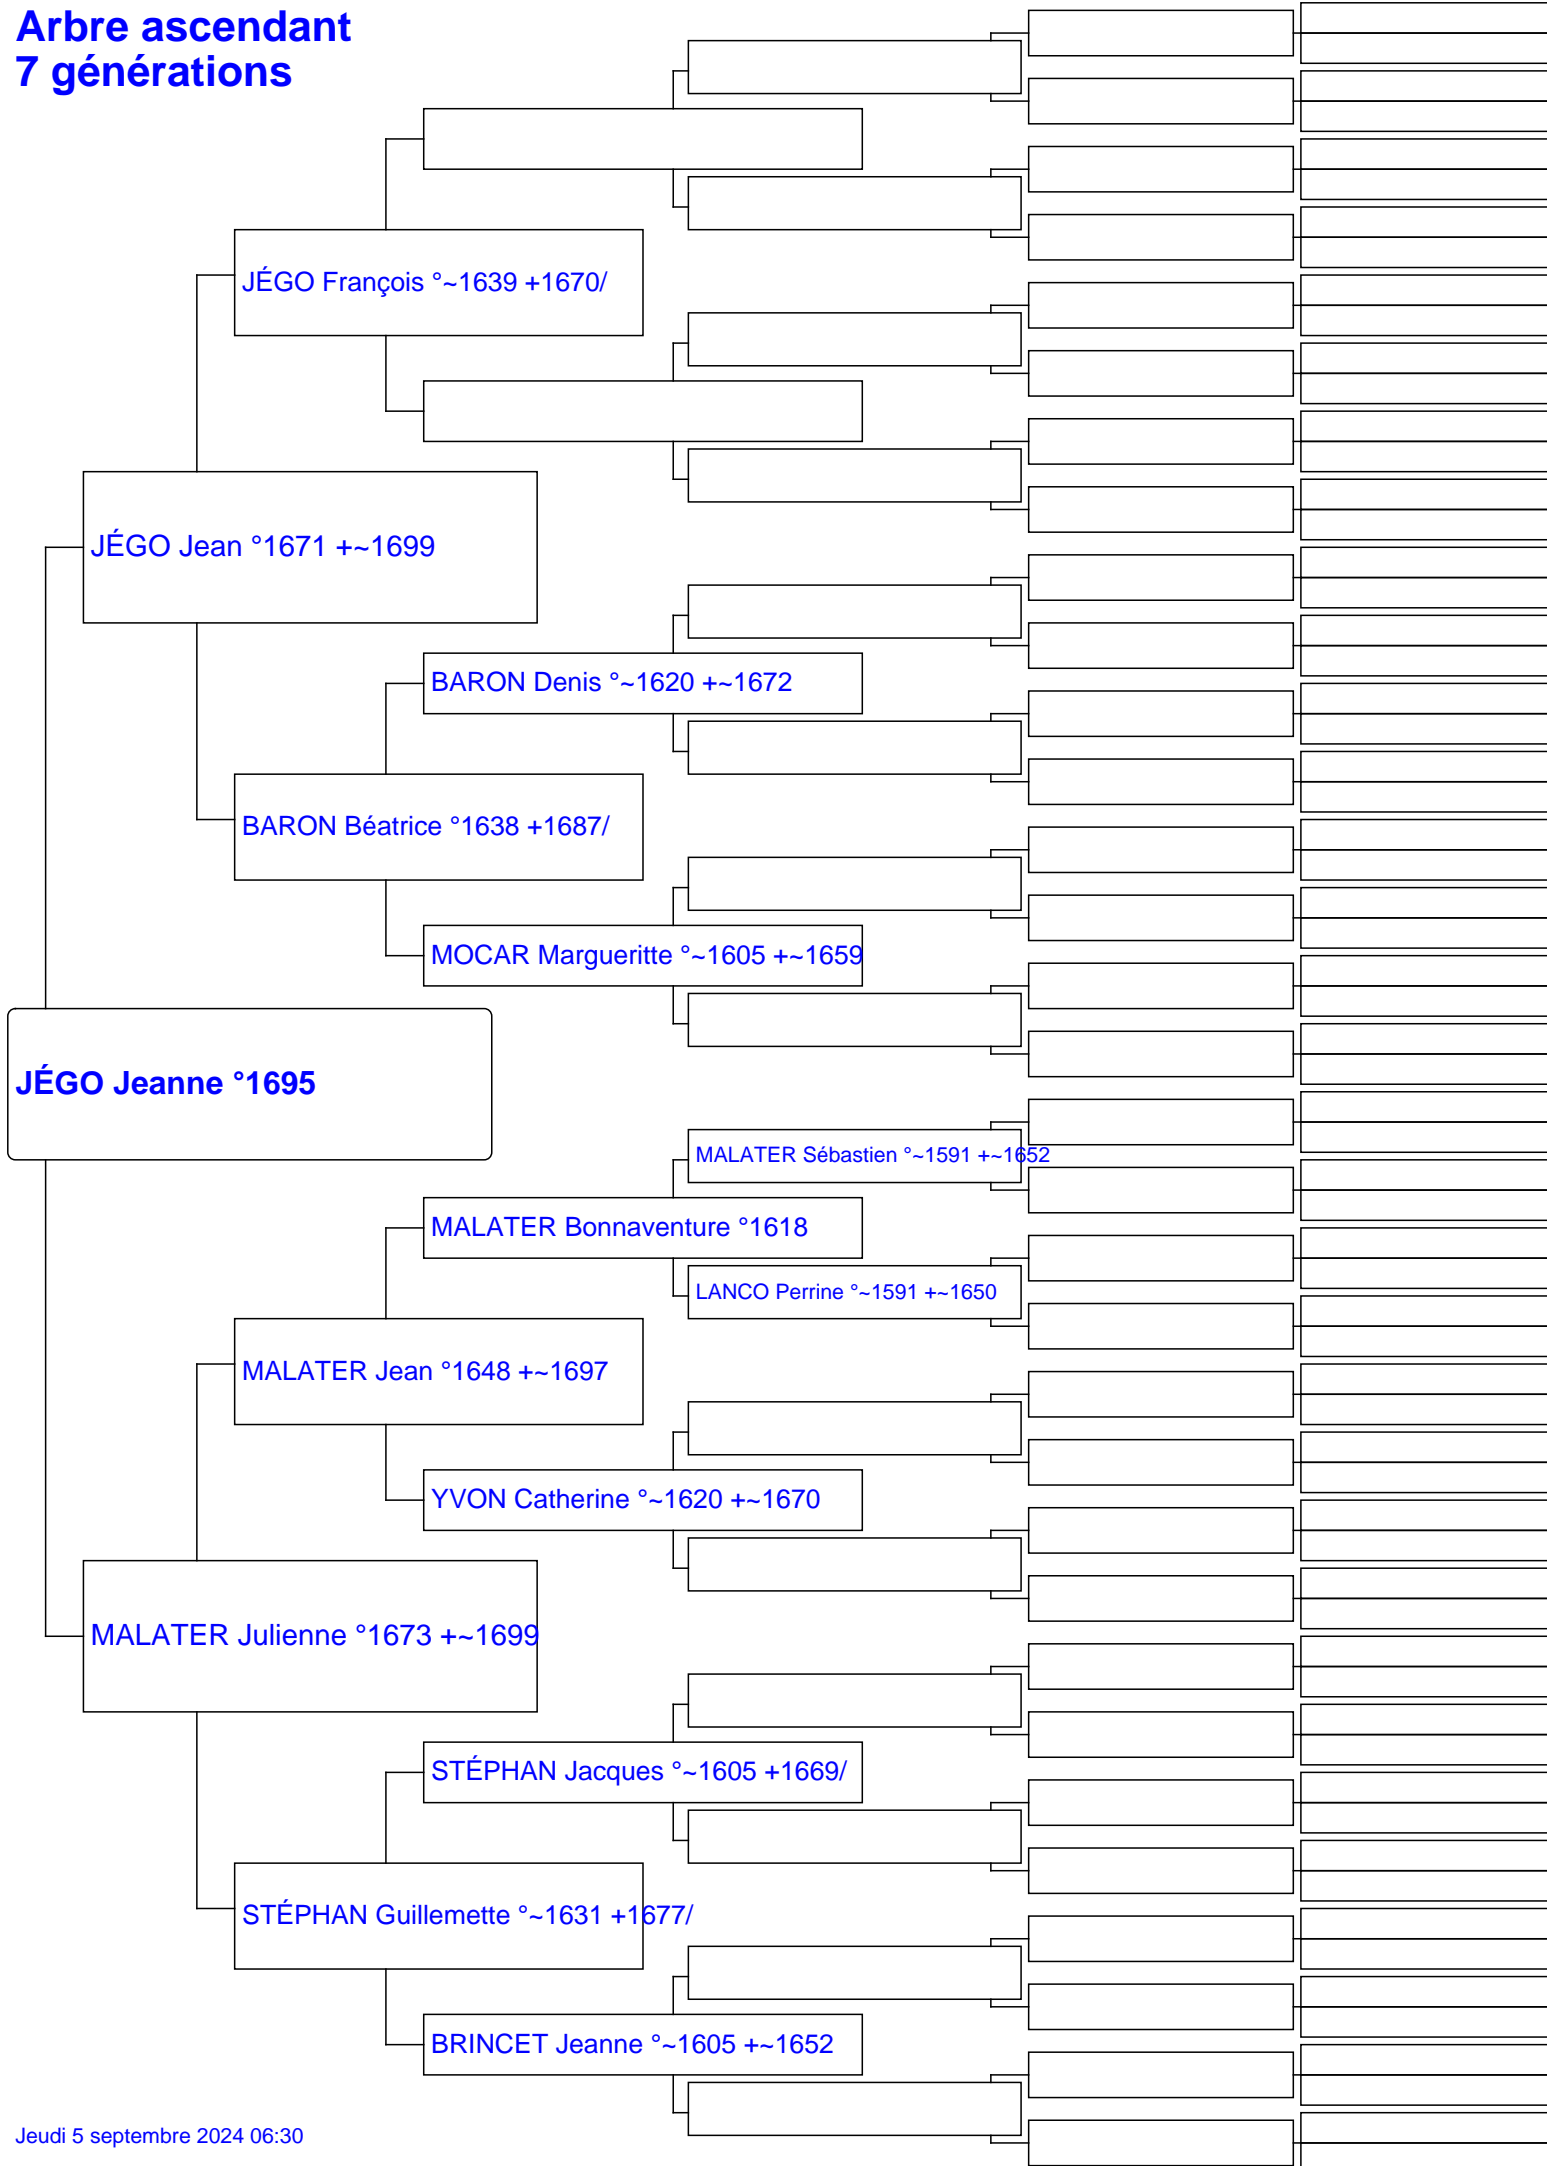 Arbre ascendant
7 générations
JÉGO François °~1639 +1670/
JÉGO Jean °1671 +~1699
BARON Denis °~1620 +~1672
BARON Béatrice °1638 +1687/
MOCAR Margueritte °~1605 +~1659
JÉGO Jeanne °1695
MALATER Sébastien °~1591 +~1652
MALATER Bonnaventure °1618
LANCO Perrine °~1591 +~1650
MALATER Jean °1648 +~1697
YVON Catherine °~1620 +~1670
MALATER Julienne °1673 +~1699
STÉPHAN Jacques °~1605 +1669/
STÉPHAN Guillemette °~1631 +1677/
BRINCET Jeanne °~1605 +~1652
Jeudi 5 septembre 2024 06:30